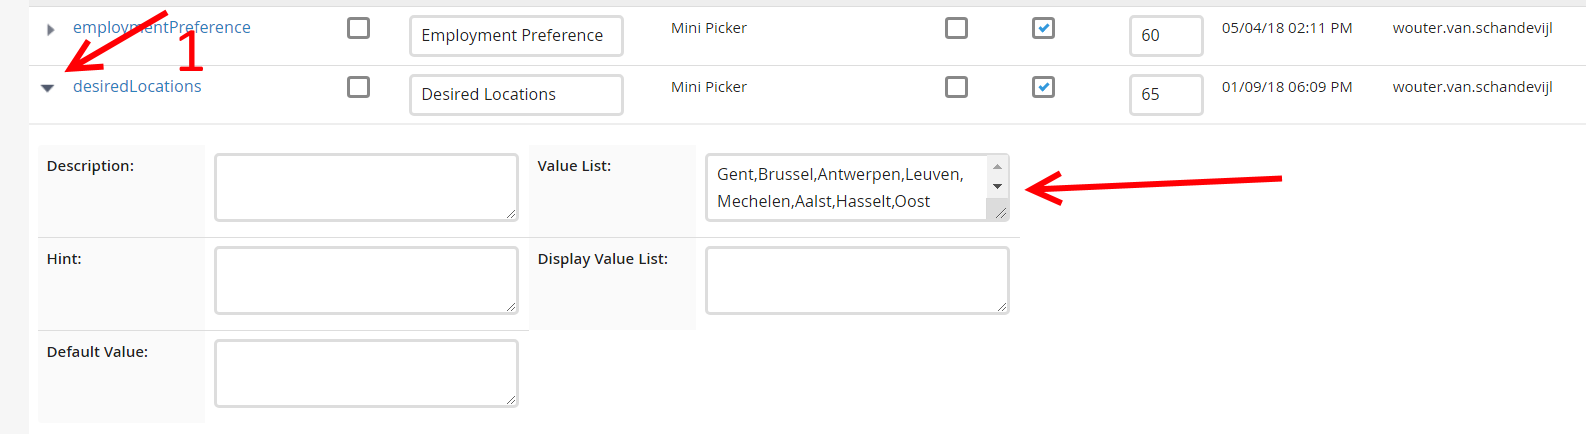 employmentPreference Employment Preference Mini Picker 60 05/04/18 02:11 PM wouter.van.schandevijl
1
desiredLocations Desired Locations Mini Picker 65 01/09/18 06:09 PM wouter.van.schandevijl
Description: Value List: Gent,Brussel,Antwerpen,Leuven,
Mechelen,Aalst,Hasselt,Oost
Hint: Display Value List:
Default Value: